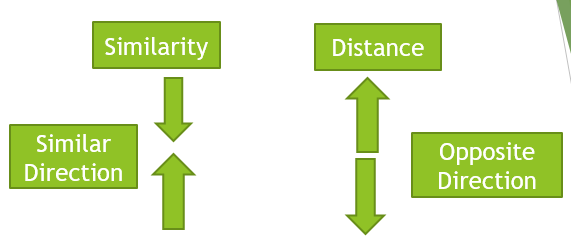 Similarity
Distance
Similar
Direction
Opposite
Direction